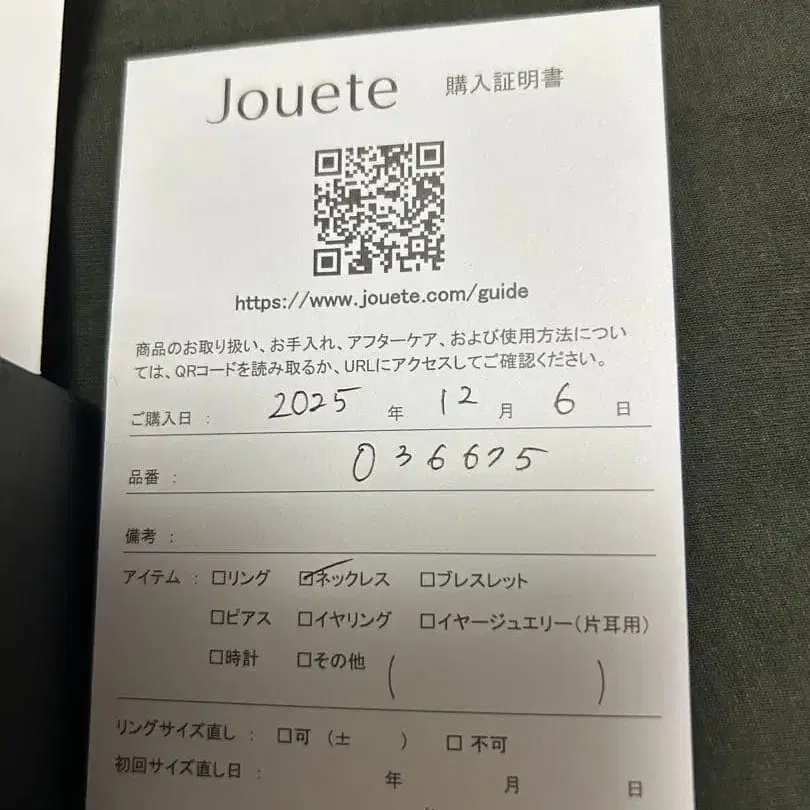 Jouete 購入証明書
https://www.jouete.com/guide
商品のお取り扱い、お手入れ、アフターケア、および使用方法につい
ては、QRコードを読み取るか、URLにアクセスしてご確認ください。
ご購入日 : 2025 年 12 月 6 日
品番 : 036675
備考 :
アイテム : □リング ☑ネックレス □ブレスレット
□ピアス □イヤリング □イヤージュエリー(片耳用)
□時計 □その他 ( )
リングサイズ直し : □可 (± ) □不可
初回サイズ直し日 : 年 月 日